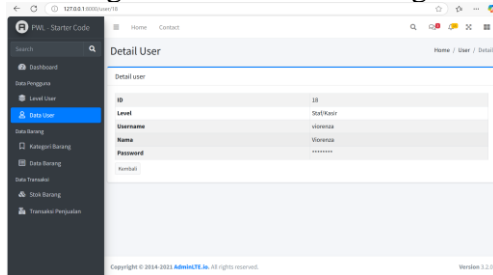 127.0.0.1:8000/user/18
PWL - Starter Code
Home Contact
Search
Detail User
Home / User / Detail
Dashboard
Data Pengguna
Level User
Data User
Data Barang
Kategori Barang
Data Barang
Data Transaksi
Stok Barang
Transaksi Penjualan
Detail user
ID 18
Level Staf/Kasir
Username viorenza
Nama Viorenza
Password ********
Kembali
Copyright © 2014-2021 AdminLTE.io. All rights reserved.
Version 3.2.0